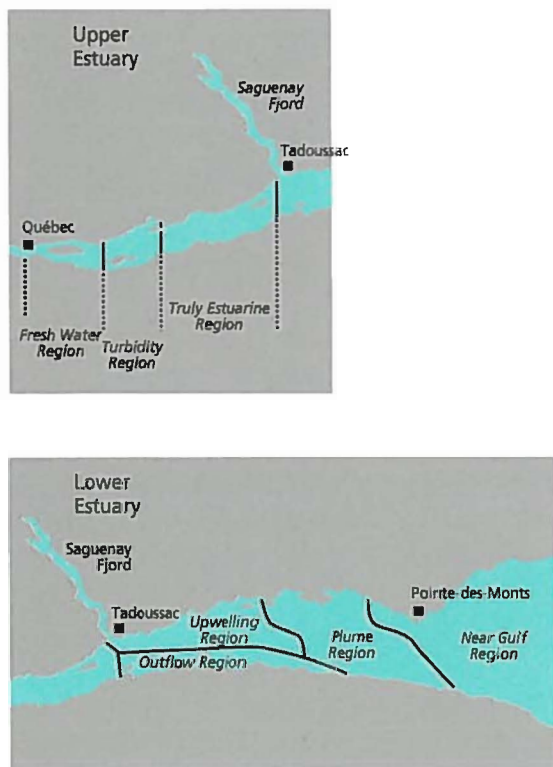 Upper
Estuary
Saguenay
Fjord
Tadoussac
Québec
Truly Estuarine
Region
Fresh Water
Region
Turbidity
Region
Lower
Estuary
Saguenay
Fjord
Tadoussac
Pointe-des-Monts
Upwelling
Region
Plume
Region
Near Gulf
Region
Outflow Region